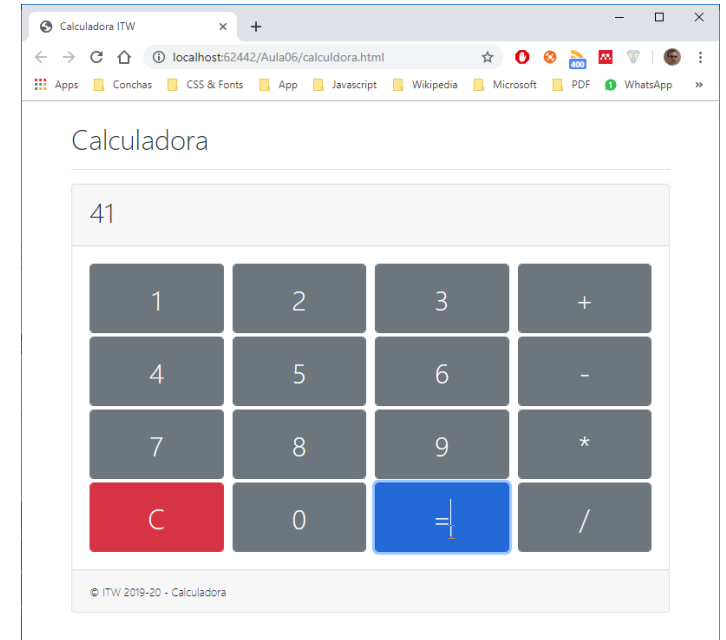 Calculadora ITW
localhost:62442/Aula06/calculdora.html
400
Apps Conchas CSS & Fonts App Javascript Wikipedia Microsoft PDF WhatsApp »
Calculadora
41
1 2 3 +
4 5 6 -
7 8 9 *
C 0 = /
© ITW 2019-20 - Calculadora